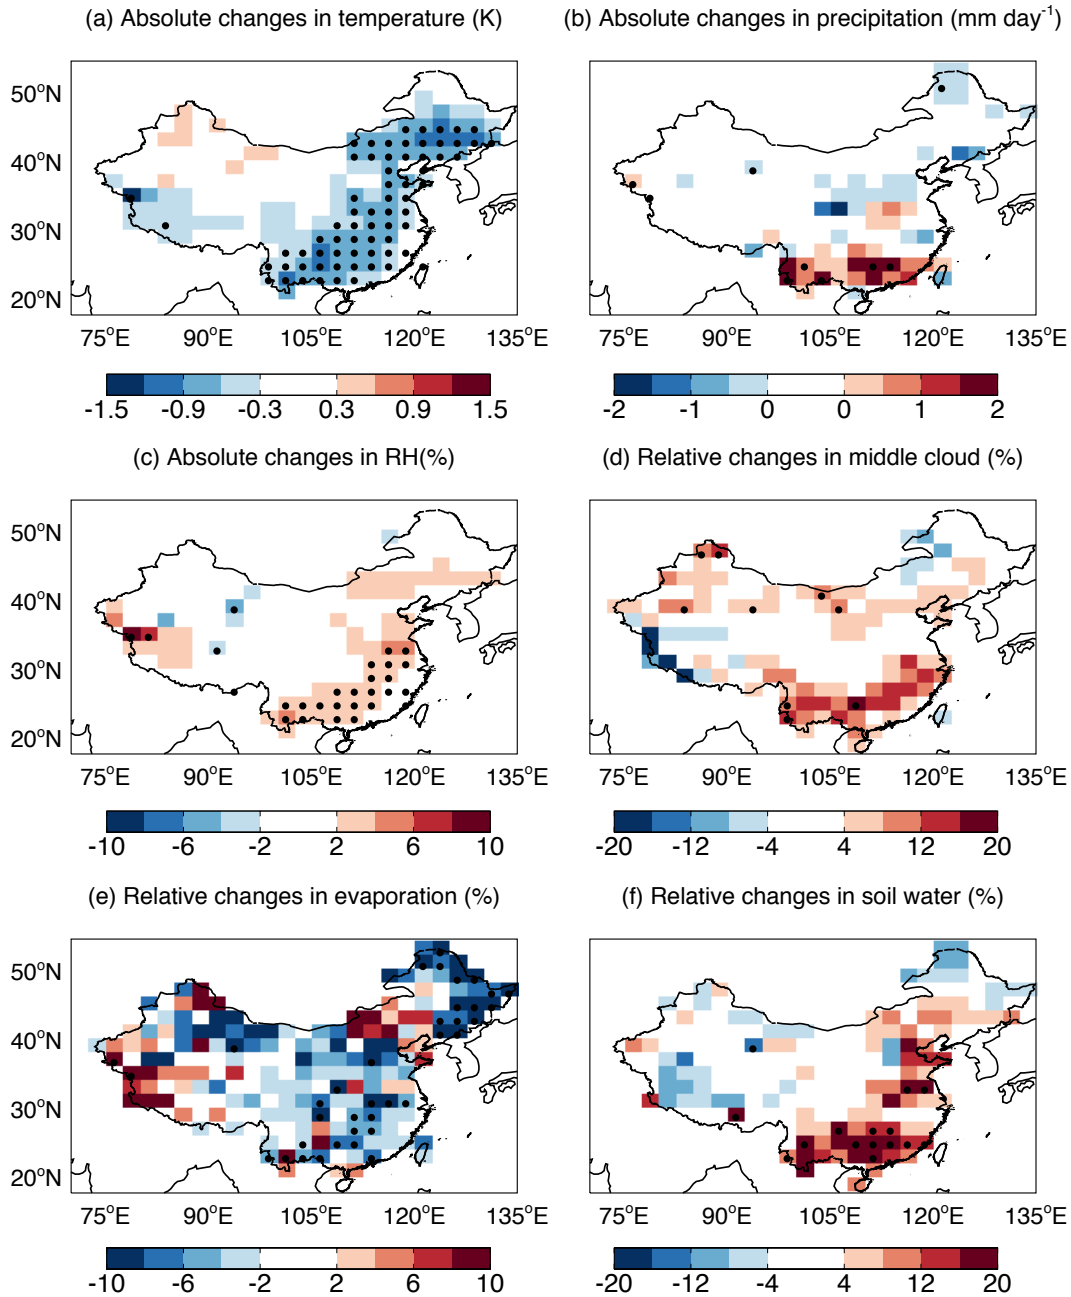 (a) Absolute changes in temperature (K)
(b) Absolute changes in precipitation (mm day⁻¹)
50°N
40°N
30°N
20°N
75°E 90°E 105°E 120°E 135°E
75°E 90°E 105°E 120°E 135°E
-1.5 -0.9 -0.3 0.3 0.9 1.5
-2 -1 0 0 1 2
(c) Absolute changes in RH(%)
(d) Relative changes in middle cloud (%)
50°N
40°N
30°N
20°N
75°E 90°E 105°E 120°E 135°E
75°E 90°E 105°E 120°E 135°E
-10 -6 -2 2 6 10
-20 -12 -4 4 12 20
(e) Relative changes in evaporation (%)
(f) Relative changes in soil water (%)
50°N
40°N
30°N
20°N
75°E 90°E 105°E 120°E 135°E
75°E 90°E 105°E 120°E 135°E
-10 -6 -2 2 6 10
-20 -12 -4 4 12 20